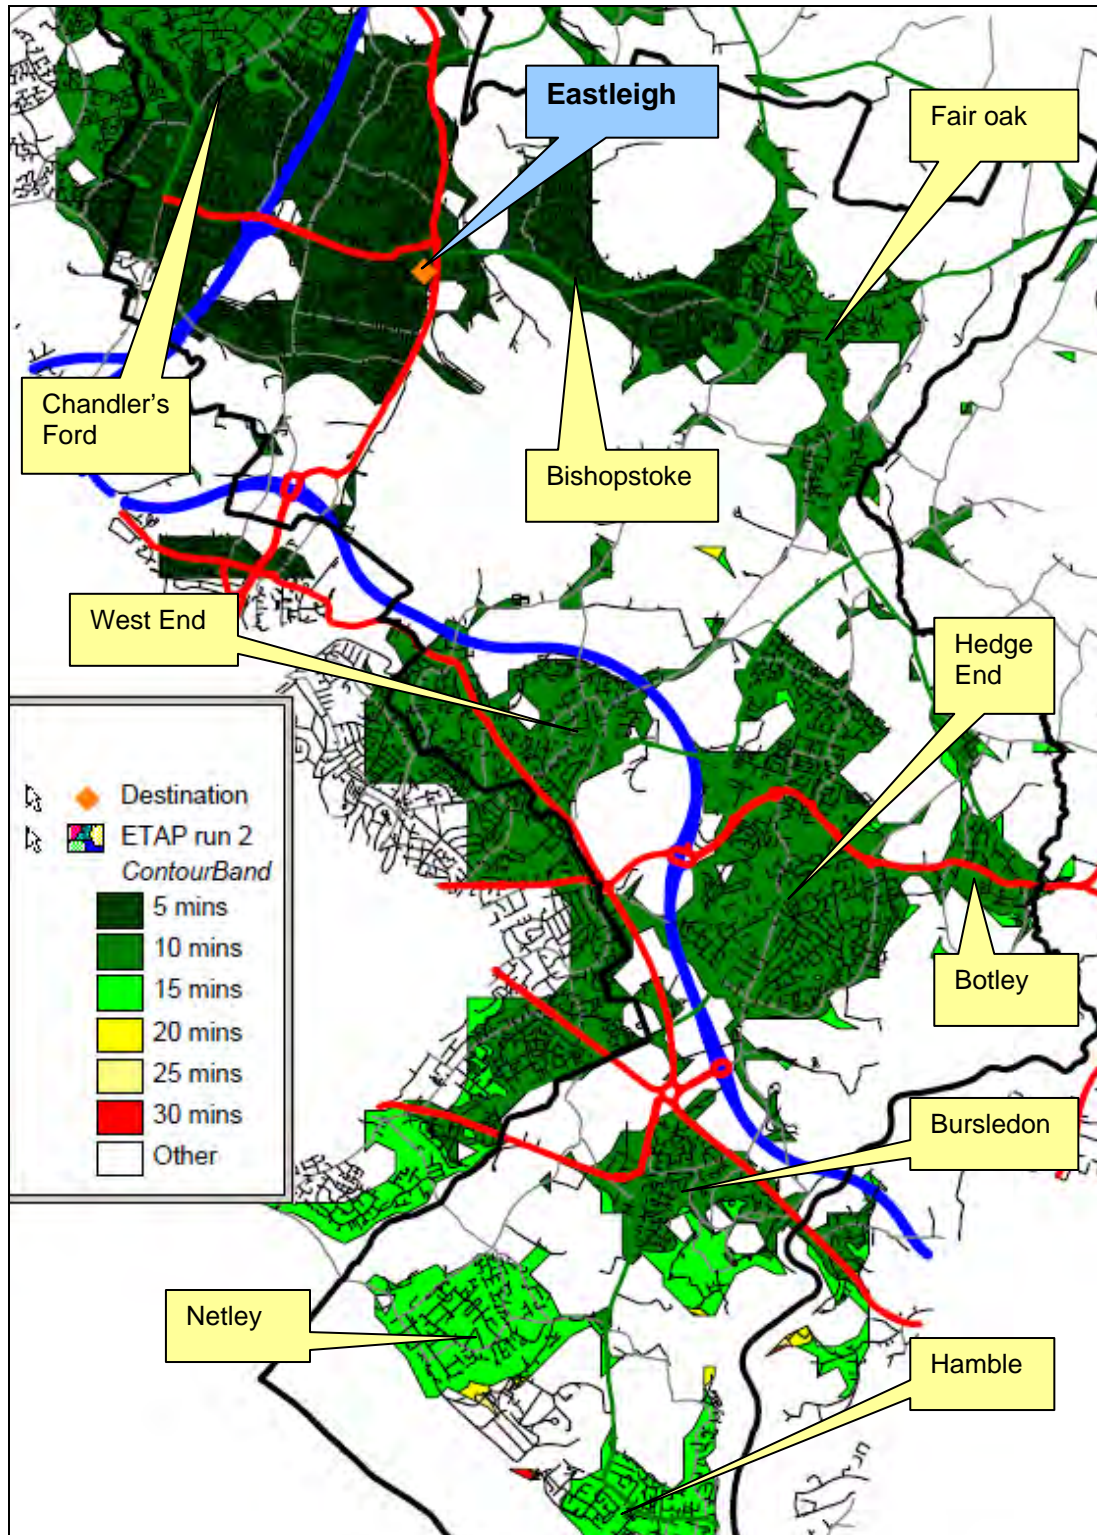 Eastleigh
Fair oak
Chandler’s
Ford
Bishopstoke
West End
Hedge
End
Destination
ETAP run 2
ContourBand
5 mins
10 mins
15 mins
20 mins
25 mins
30 mins
Other
Botley
Bursledon
Netley
Hamble